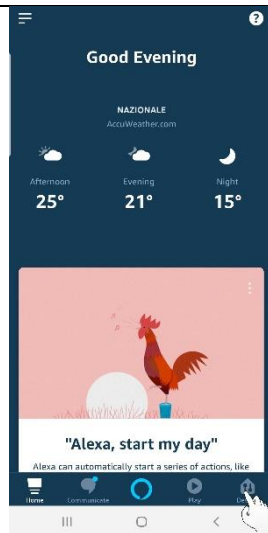 ?
Good Evening
NAZIONALE
AccuWeather.com
Afternoon Evening Night
25° 21° 15°
"Alexa, start my day"
Alexa can automatically start a series of actions, like
Home Communicate Play